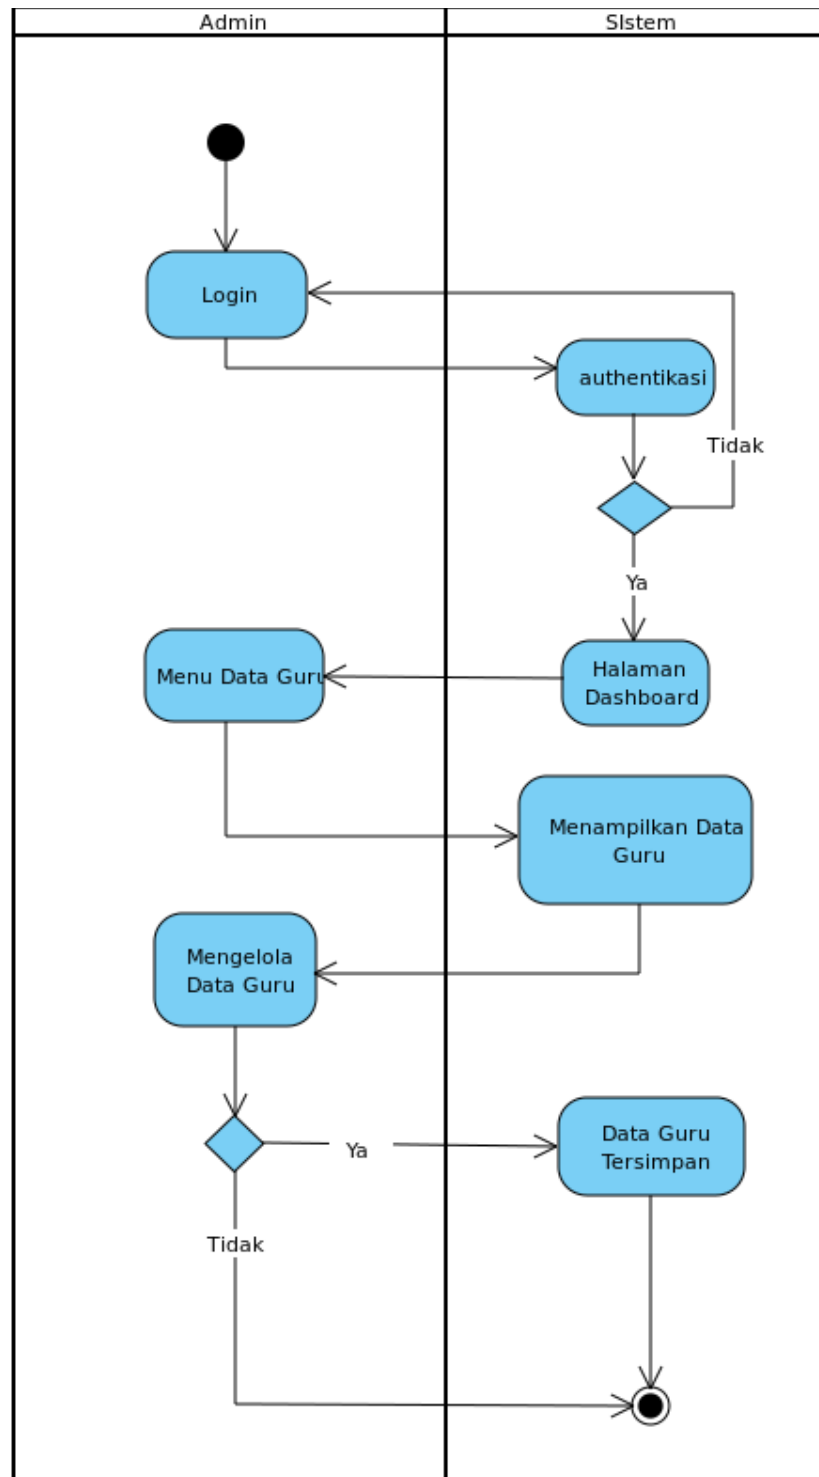 Admin
SIstem
Login
authentikasi
Tidak
Ya
Halaman
Dashboard
Menu Data Guru
Menampilkan Data
Guru
Mengelola
Data Guru
Ya
Data Guru
Tersimpan
Tidak